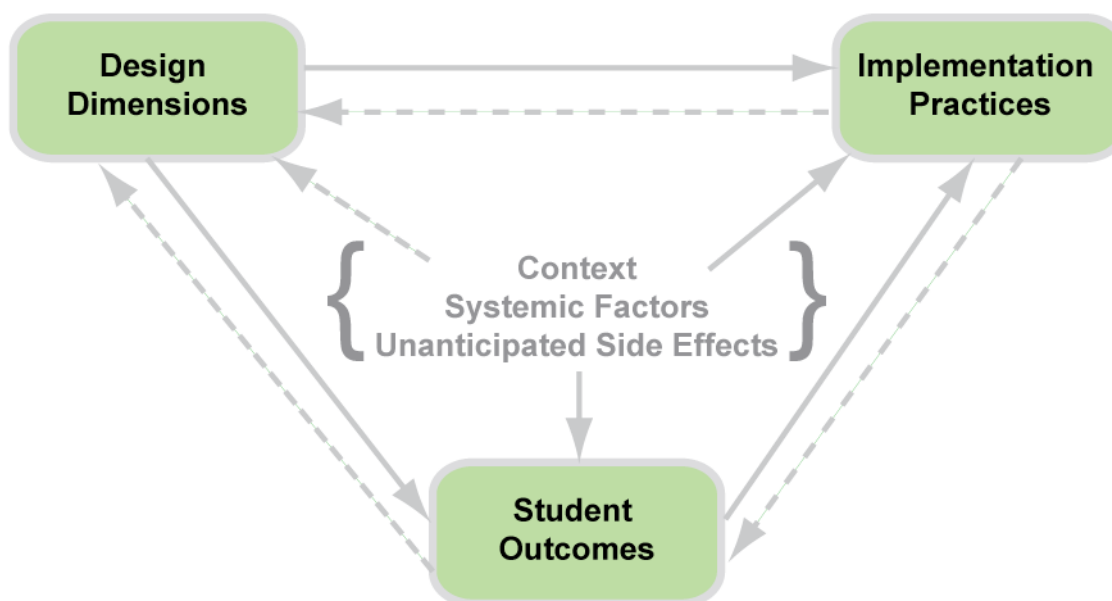 Design
Dimensions
Implementation
Practices
Context
Systemic Factors
Unanticipated Side Effects
Student
Outcomes